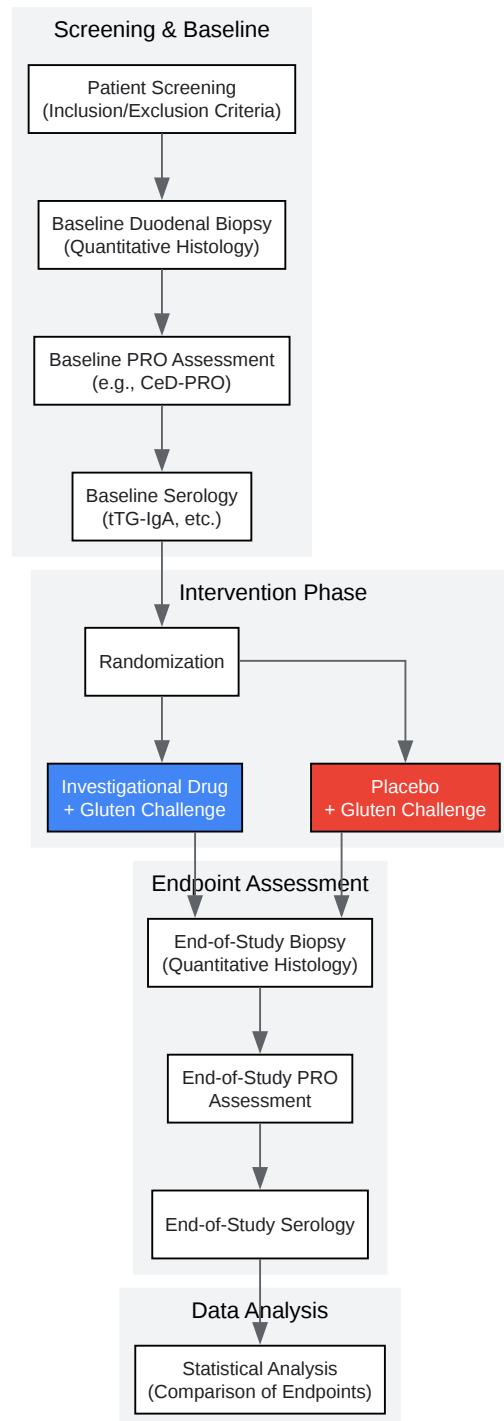 Screening & Baseline
Patient Screening
(Inclusion/Exclusion Criteria)
Baseline Duodenal Biopsy
(Quantitative Histology)
Baseline PRO Assessment
(e.g., CeD-PRO)
Baseline Serology
(tTG-IgA, etc.)
Intervention Phase
Randomization
Investigational Drug
+ Gluten Challenge
Placebo
+ Gluten Challenge
Endpoint Assessment
End-of-Study Biopsy
(Quantitative Histology)
End-of-Study PRO
Assessment
End-of-Study Serology
Data Analysis
Statistical Analysis
(Comparison of Endpoints)